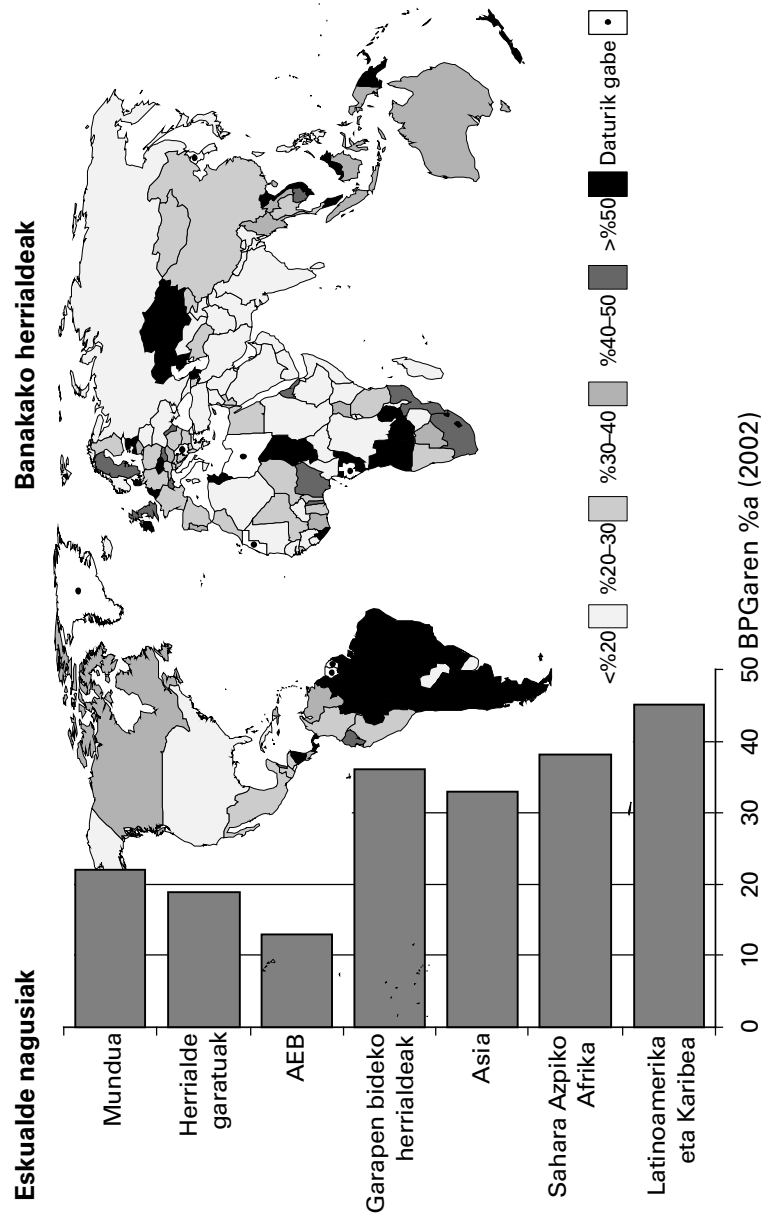 Eskualde nagusiak
Mundua
Herrialde
garatuak
AEB
Garapen bideko
herrialdeak
Asia
Sahara Azpiko
Afrika
Latinoamerika
eta Karibea
0
10
20
30
40
50 BPGaren %a (2002)
Banakako herrialdeak
<%20
%20–30
%30–40
%40–50
>%50
Daturik gabe